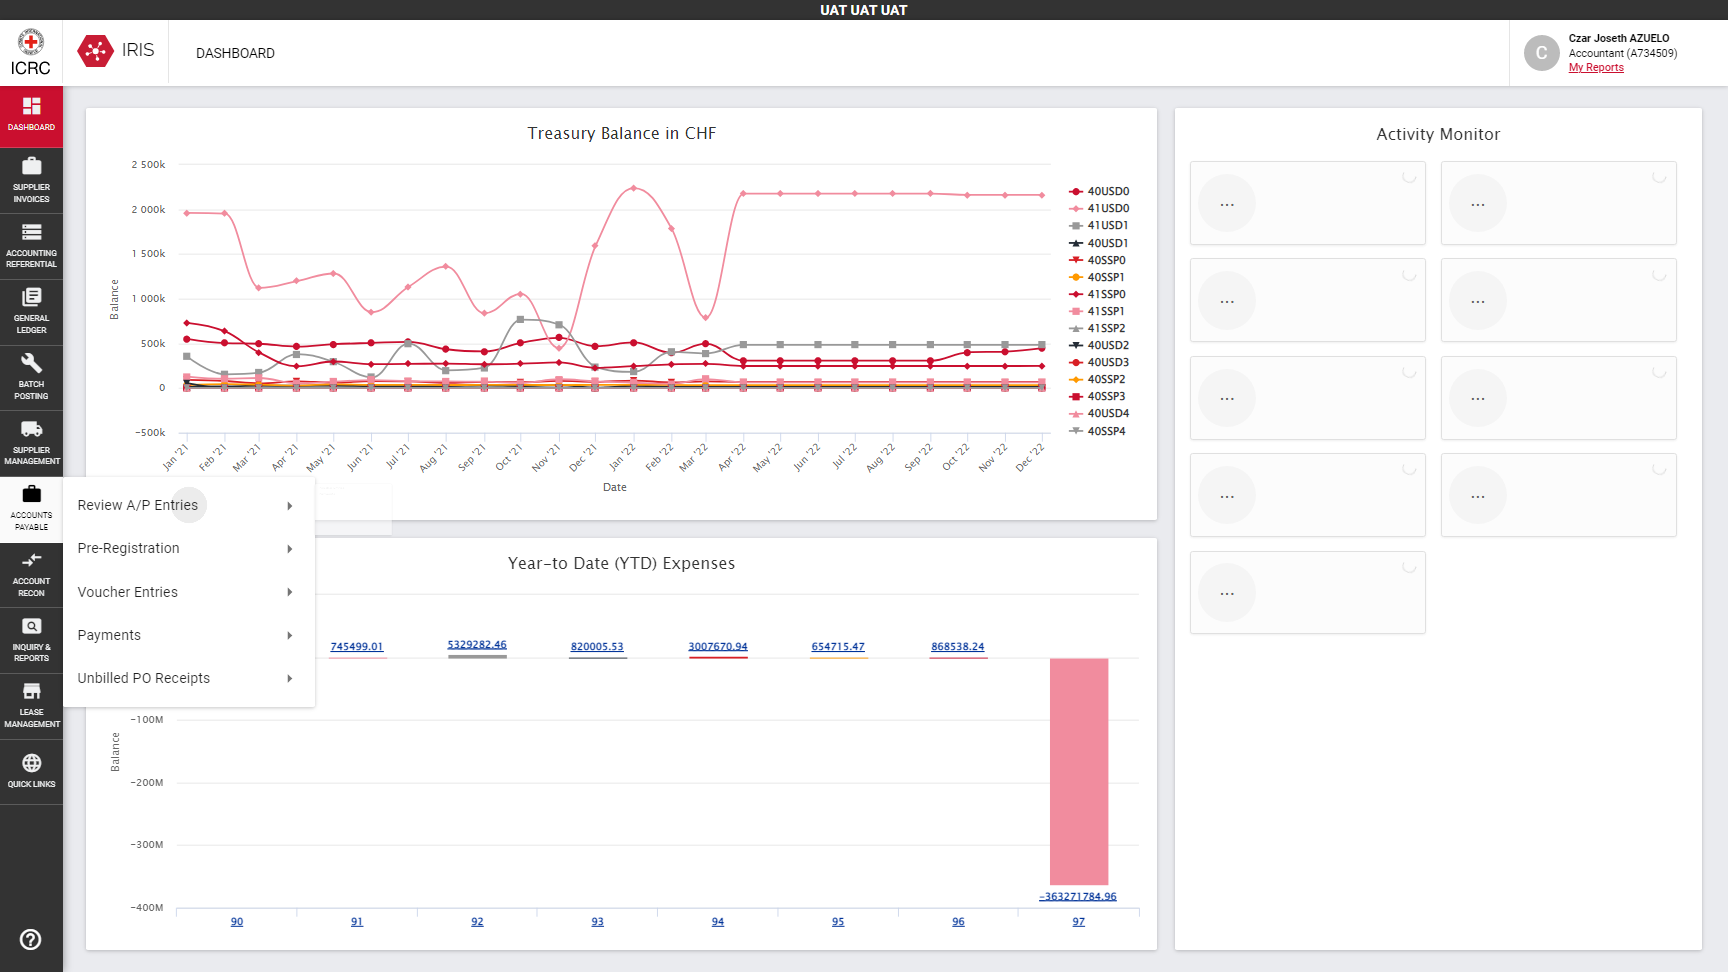 UAT UAT UAT
ICRC
IRIS
DASHBOARD
C
Czar Joseth AZUELO
Accountant (A734509)
My Reports
DASHBOARD
SUPPLIER
INVOICES
ACCOUNTING
REFERENTIAL
GENERAL
LEDGER
BATCH
POSTING
SUPPLIER
MANAGEMENT
ACCOUNTS
PAYABLE
ACCOUNT
RECON
INQUIRY &
REPORTS
LEASE
MANAGEMENT
QUICK LINKS
Review A/P Entries
Pre-Registration
Voucher Entries
Payments
Unbilled PO Receipts
Treasury Balance in CHF
Balance
2 500k
2 000k
1 500k
1 000k
500k
0
-500k
Jan '21
Feb '21
Mar '21
Apr '21
May '21
Jun '21
Jul '21
Aug '21
Sep '21
Oct '21
Nov '21
Dec '21
Jan '22
Feb '22
Mar '22
Apr '22
May '22
Jun '22
Jul '22
Aug '22
Sep '22
Oct '22
Nov '22
Dec '22
Date
40USD0
41USD0
41USD1
40USD1
40SSP0
40SSP1
41SSP0
41SSP1
41SSP2
40USD2
40USD3
40SSP2
40SSP3
40USD4
40SSP4
Year-to Date (YTD) Expenses
745499.01
5329282.46
820005.53
3007670.94
654715.47
868538.24
-363271784.96
Balance
-100M
-200M
-300M
-400M
90
91
92
93
94
95
96
97
Activity Monitor
...
...
...
...
...
...
...
...
...